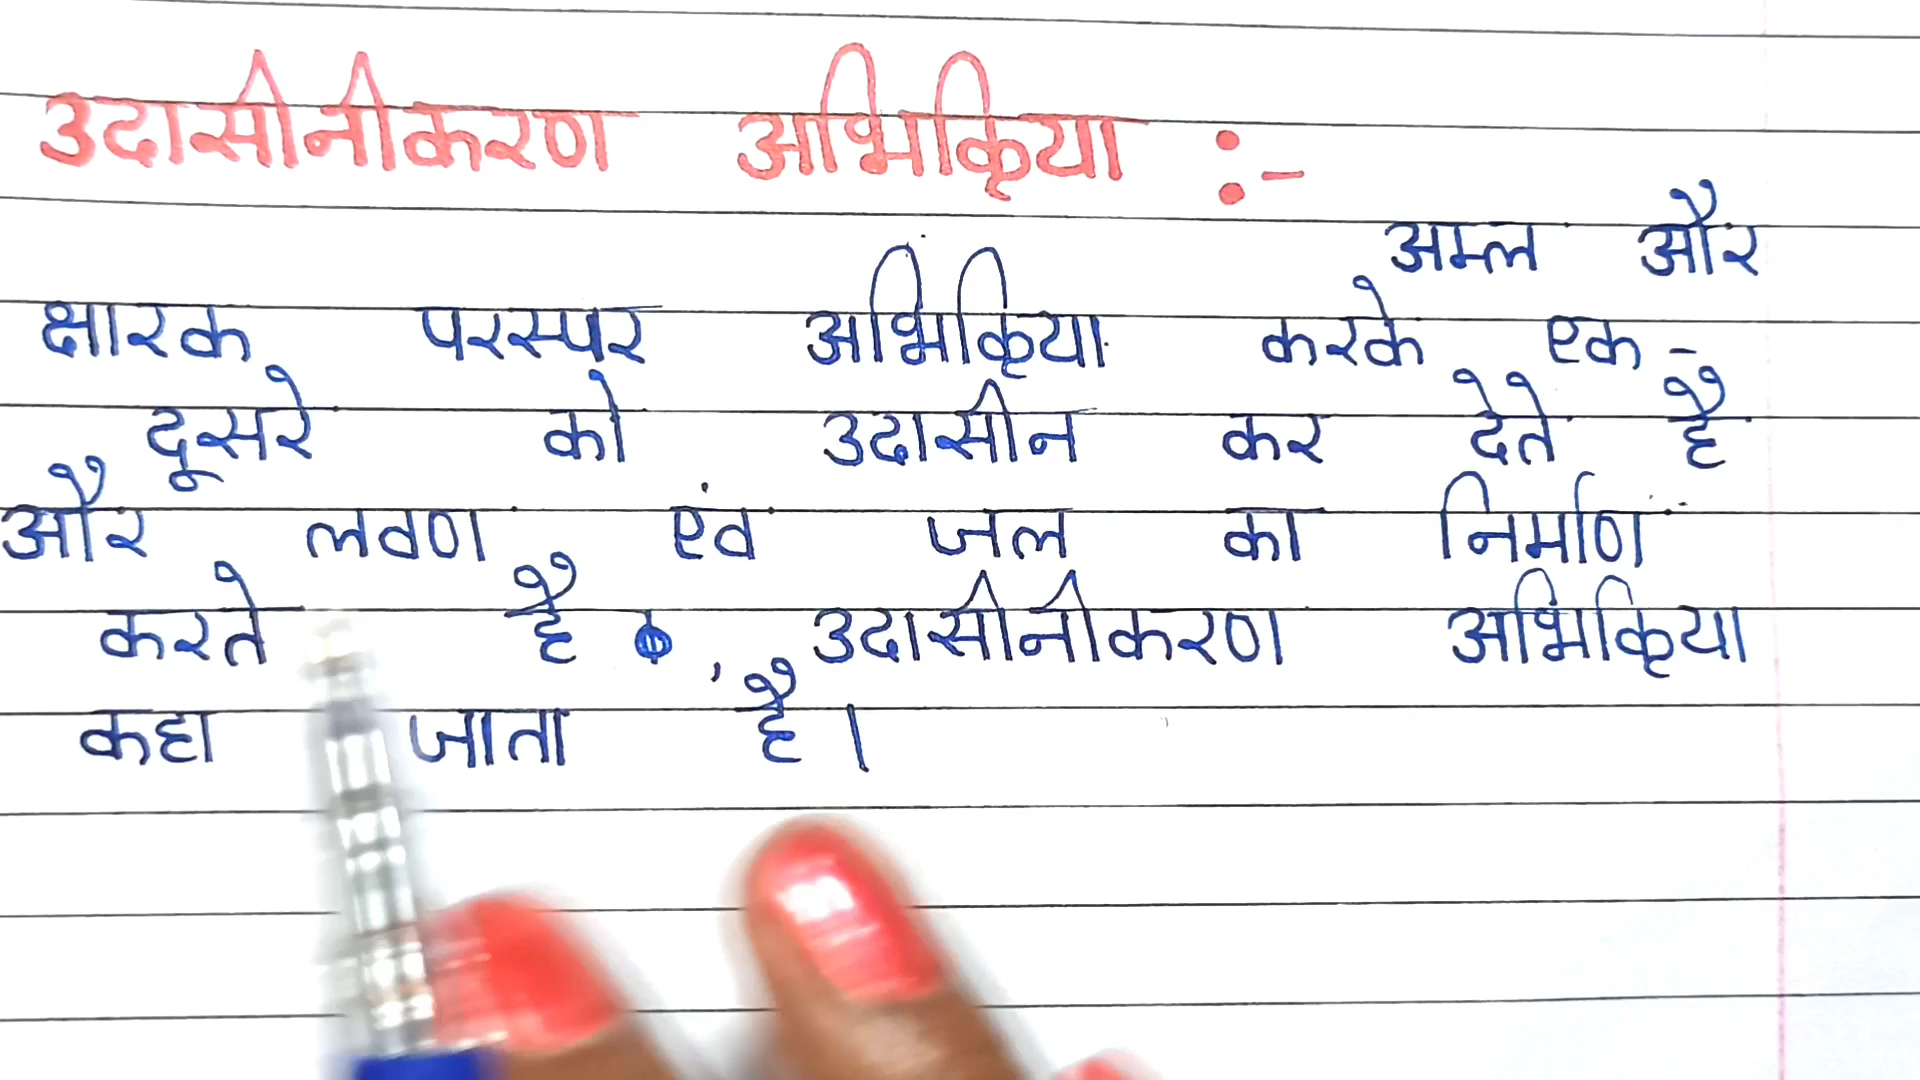 उदासीनीकरण अभिक्रिया :-
अम्ल और
क्षारक परस्पर अभिक्रिया करके एक-
दूसरे को उदासीन कर देते है
और लवण एंव जल का निर्माण
करते है , उदासीनीकरण अभिक्रिया
कहा जाता है।